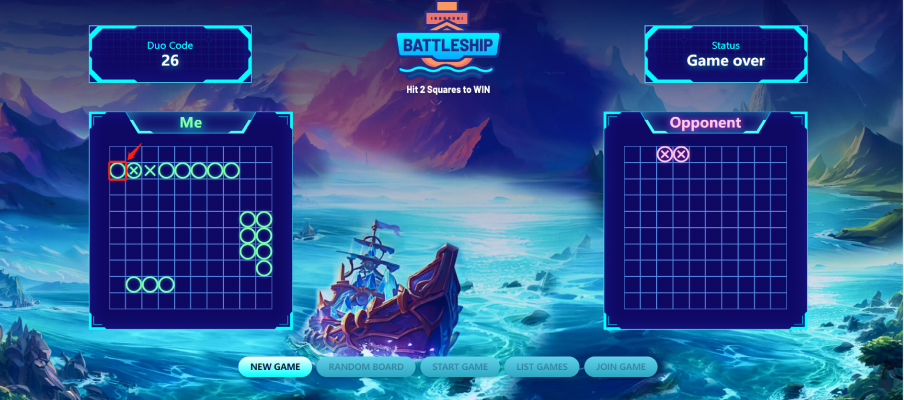 Duo Code
26
BATTLESHIP
Hit 2 Squares to WIN
Status
Game over
Me
Opponent
NEW GAME
RANDOM BOARD
START GAME
LIST GAMES
JOIN GAME